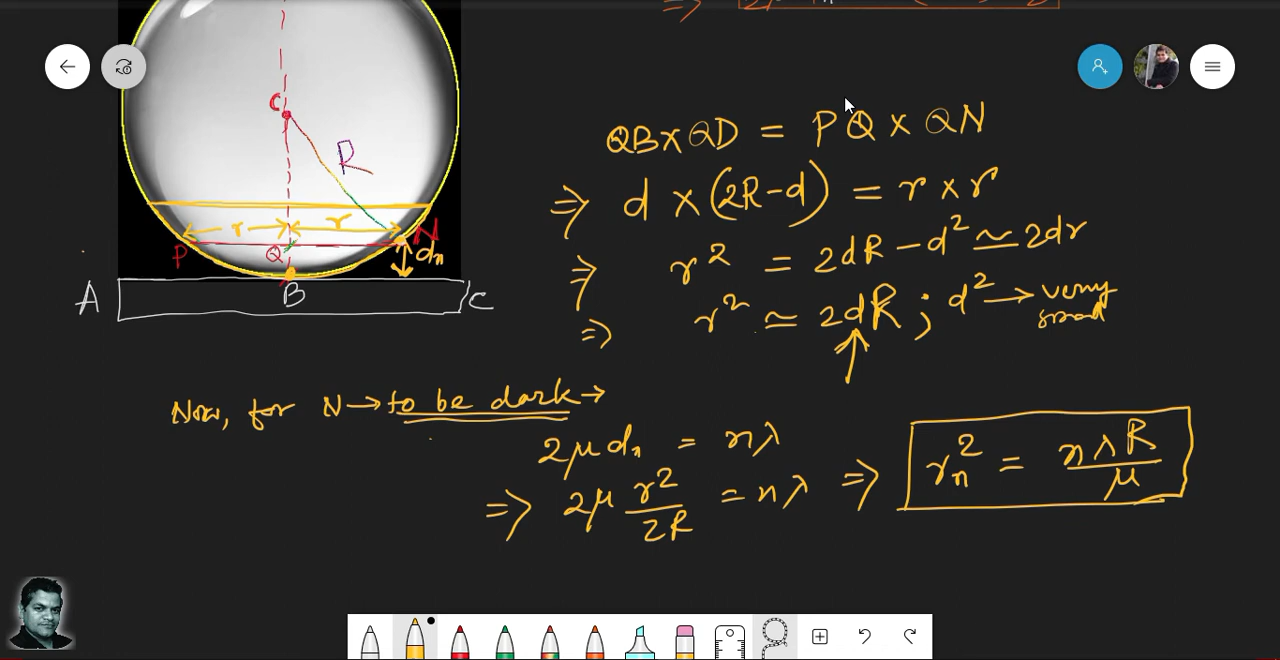 C
R
r r
P Q N dn
A B C
QB×QD = PQ × QN
⇒ d × (2R-d) = r × r
⇒ r² = 2dR - d² ≃ 2dr
⇒ r² ≃ 2dR ; d² → very small
Now, for N → to be dark →
2μdn = nλ
⇒ 2μ r²/2R = nλ ⇒ rn² = nλR/μ